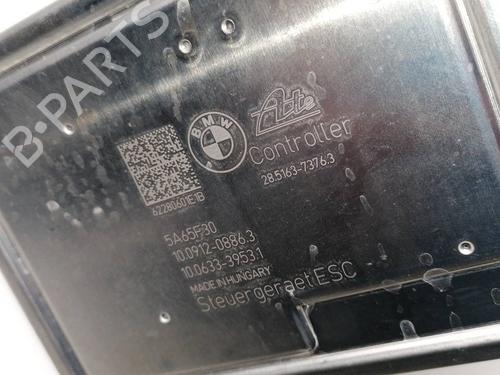 B-PARTS
BMW
Ate
Controller
28.5163-7376.3
62280601E1B
5A65F30
10.0912-0886.3
10.0633-3953.1
MADE IN HUNGARY
Steuergeraet ESC